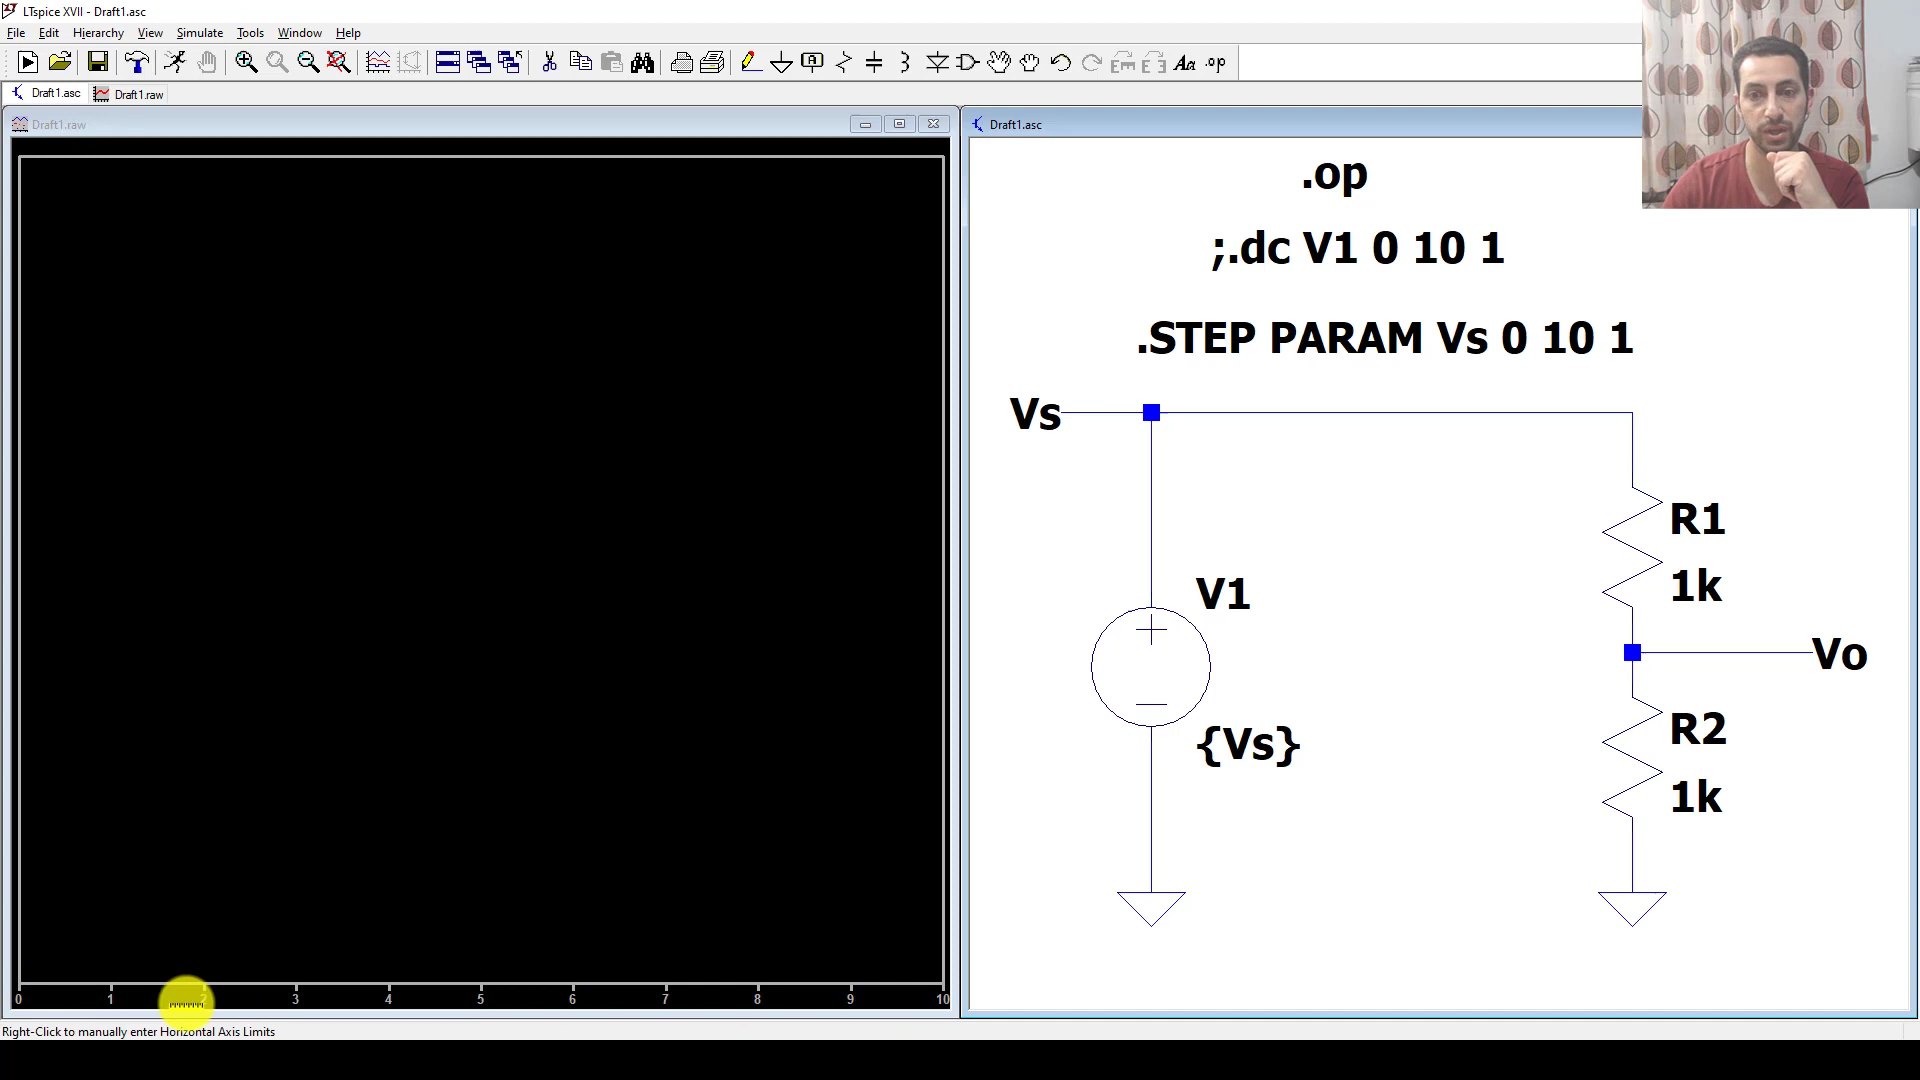 LTspice XVII - Draft1.asc
File Edit Hierarchy View Simulate Tools Window Help
.op
Draft1.asc Draft1.raw
Draft1.raw
Draft1.asc
.op
;.dc V1 0 10 1
.STEP PARAM Vs 0 10 1
Vs
R1
1k
V1
Vo
R2
{Vs}
1k
0 1 2 3 4 5 6 7 8 9 10
Right-Click to manually enter Horizontal Axis Limits